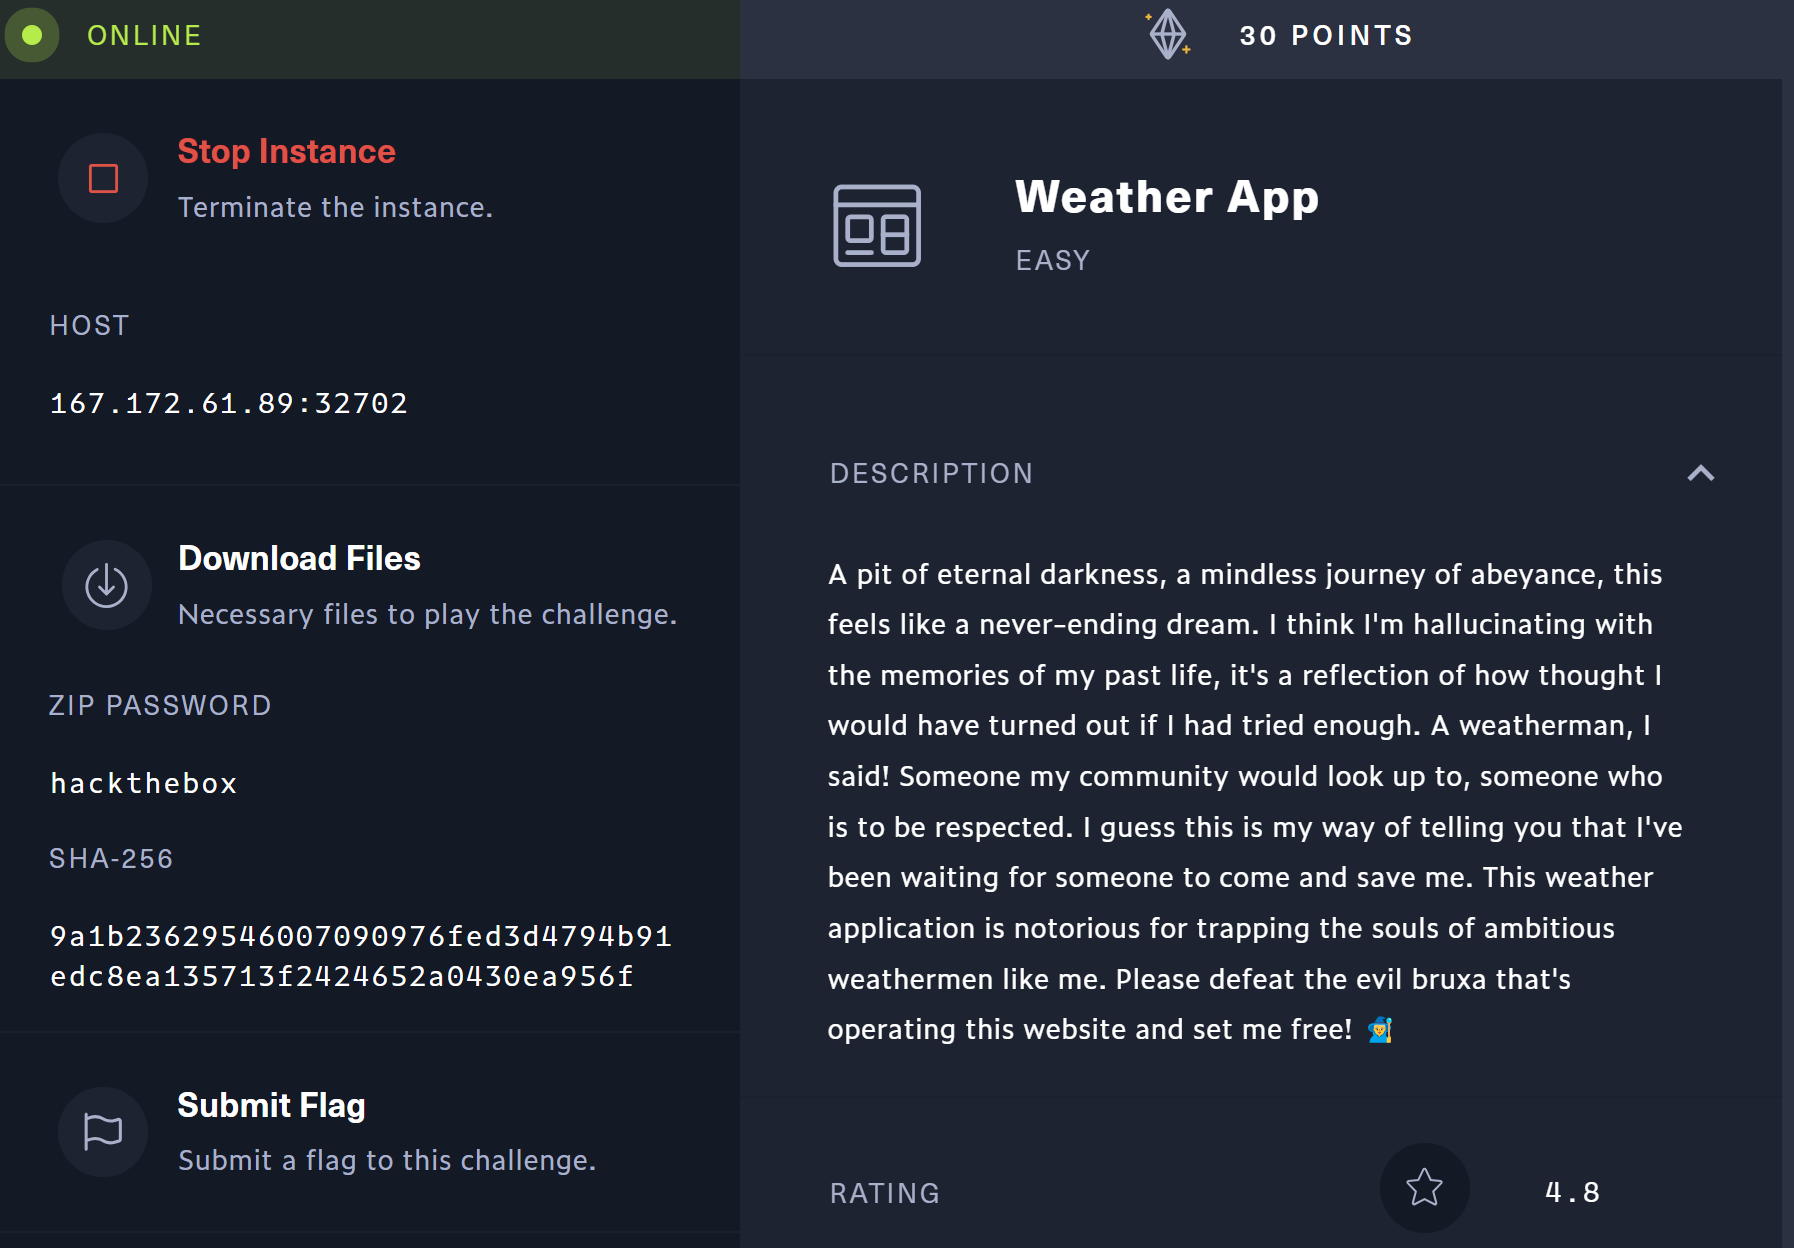 ONLINE
Stop Instance
Terminate the instance.
HOST
167.172.61.89:32702
Download Files
Necessary files to play the challenge.
ZIP PASSWORD
hackthebox
SHA-256
9a1b23629546007090976fed3d4794b91
edc8ea135713f2424652a0430ea956f
Submit Flag
Submit a flag to this challenge.
30 POINTS
Weather App
EASY
DESCRIPTION
A pit of eternal darkness, a mindless journey of abeyance, this
feels like a never-ending dream. I think I'm hallucinating with
the memories of my past life, it's a reflection of how thought I
would have turned out if I had tried enough. A weatherman, I
said! Someone my community would look up to, someone who
is to be respected. I guess this is my way of telling you that I've
been waiting for someone to come and save me. This weather
application is notorious for trapping the souls of ambitious
weathermen like me. Please defeat the evil bruxa that's
operating this website and set me free! 🧙‍♂️
RATING
4.8